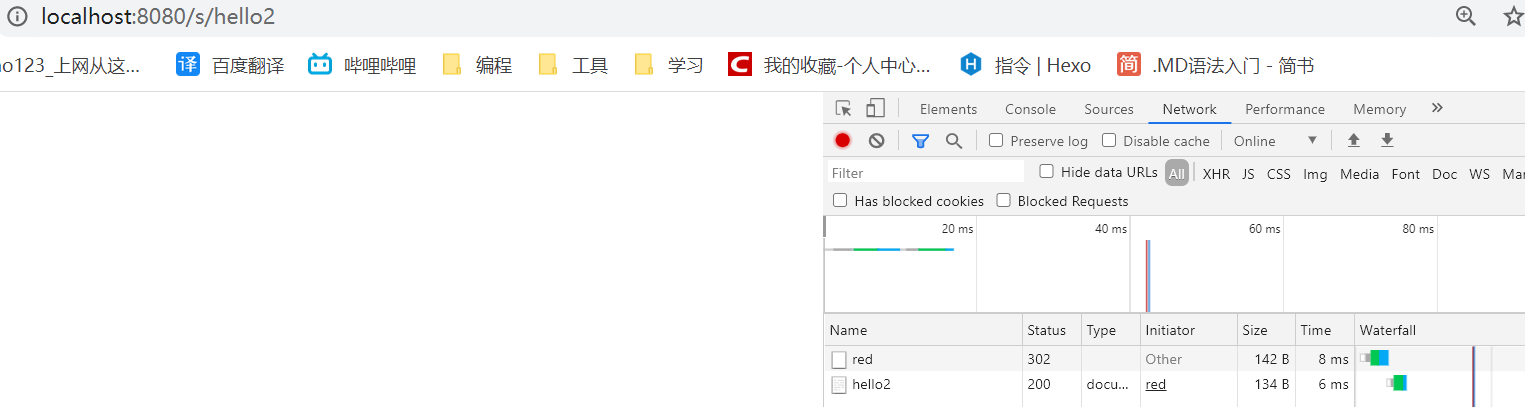 localhost:8080/s/hello2
ao123_上网从这... 百度翻译 哔哩哔哩 编程 工具 学习 C 我的收藏-个人中心... 指令 | Hexo 简 .MD语法入门 - 简书
Elements Console Sources Network Performance Memory »
Preserve log Disable cache Online
Filter Hide data URLs All XHR JS CSS Img Media Font Doc WS Man
Has blocked cookies Blocked Requests
20 ms 40 ms 60 ms 80 ms
Name Status Type Initiator Size Time Waterfall
red 302 Other 142 B 8 ms
hello2 200 docu... red 134 B 6 ms